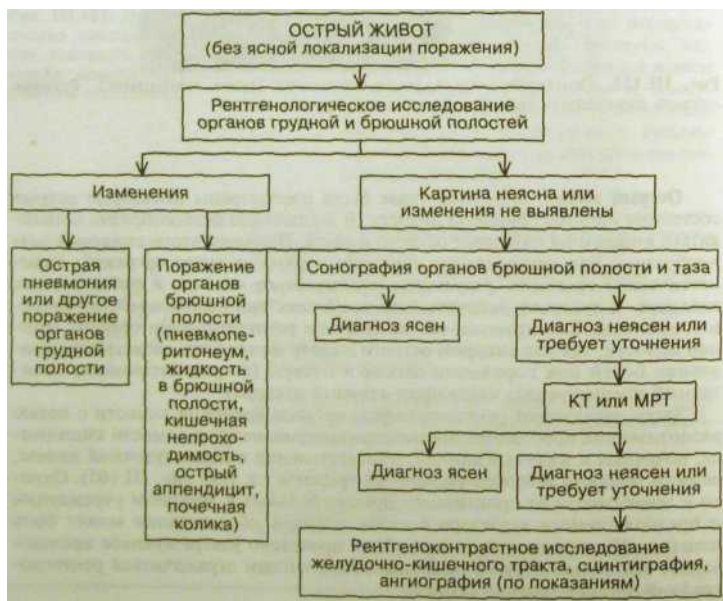 ОСТРЫЙ ЖИВОТ
(без ясной локализации поражения)
Рентгенологическое исследование
органов грудной и брюшной полостей
Изменения
Картина неясна или
изменения не выявлены
Острая
пневмония
или другое
поражение
органов
грудной
полости
Поражение
органов
брюшной
полости
(пневмопе-
ритонеум,
жидкость
в брюшной
полости,
кишечная
непрохо-
димость,
острый
аппендицит,
почечная
колика)
Сонография органов брюшной полости и таза
Диагноз ясен
Диагноз неясен или
требует уточнения
КТ или МРТ
Диагноз ясен
Диагноз неясен или
требует уточнения
Рентгеноконтрастное исследование
желудочно-кишечного тракта, сцинтиграфия,
ангиография (по показаниям)